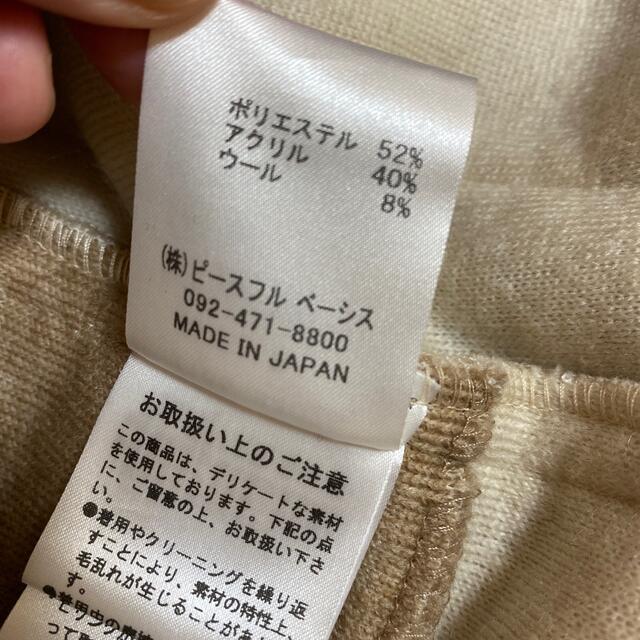 ポリエステル 52%
アクリル 40%
ウール 8%
(株)ピースフル ベーシス
092-471-8800
MADE IN JAPAN
お取扱い上のご注意
この商品は、デリケートな素材
を使用しております。下記の点
に、ご留意の上、お取扱い下さ
い。
●着用やクリーニングを繰り返
すことにより、素材の特性上、
毛乱れが生じることがあ